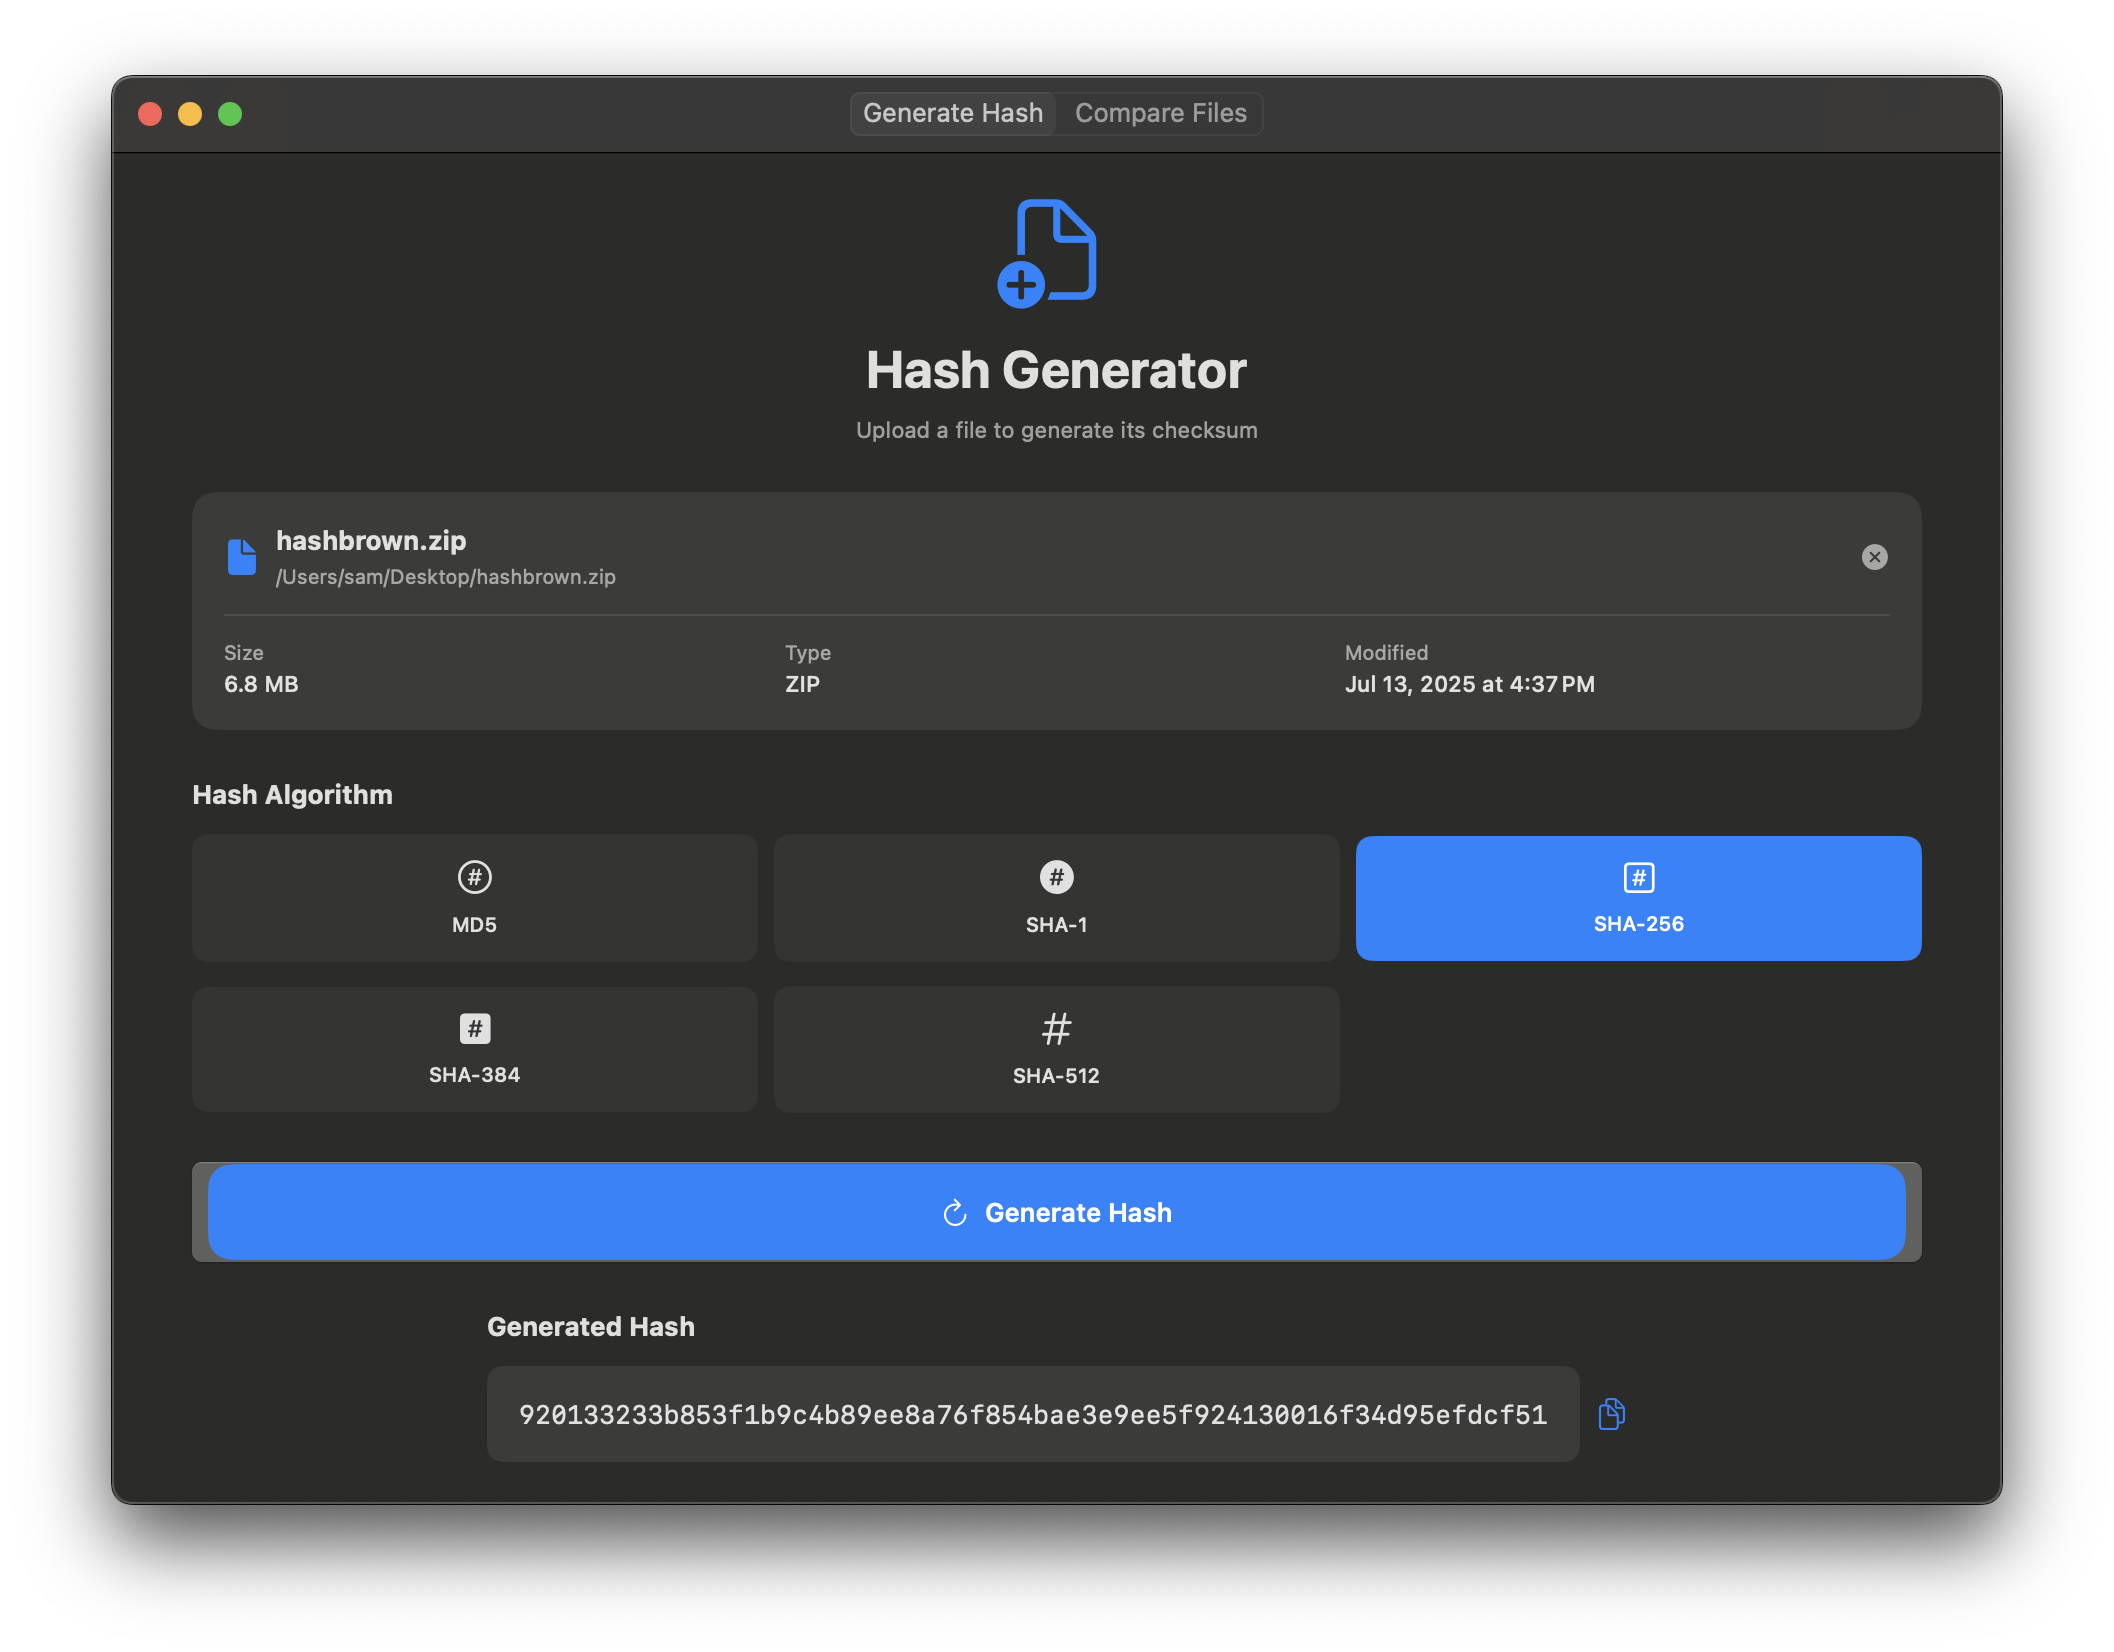 Generate Hash
Compare Files
Hash Generator
Upload a file to generate its checksum
hashbrown.zip
/Users/sam/Desktop/hashbrown.zip
Size
Type
Modified
6.8 MB
ZIP
Jul 13, 2025 at 4:37 PM
Hash Algorithm
#
#
#
MD5
SHA-1
SHA-256
#
#
SHA-384
SHA-512
Generate Hash
Generated Hash
920133233b853f1b9c4b89ee8a76f854bae3e9ee5f924130016f34d95efdcf51